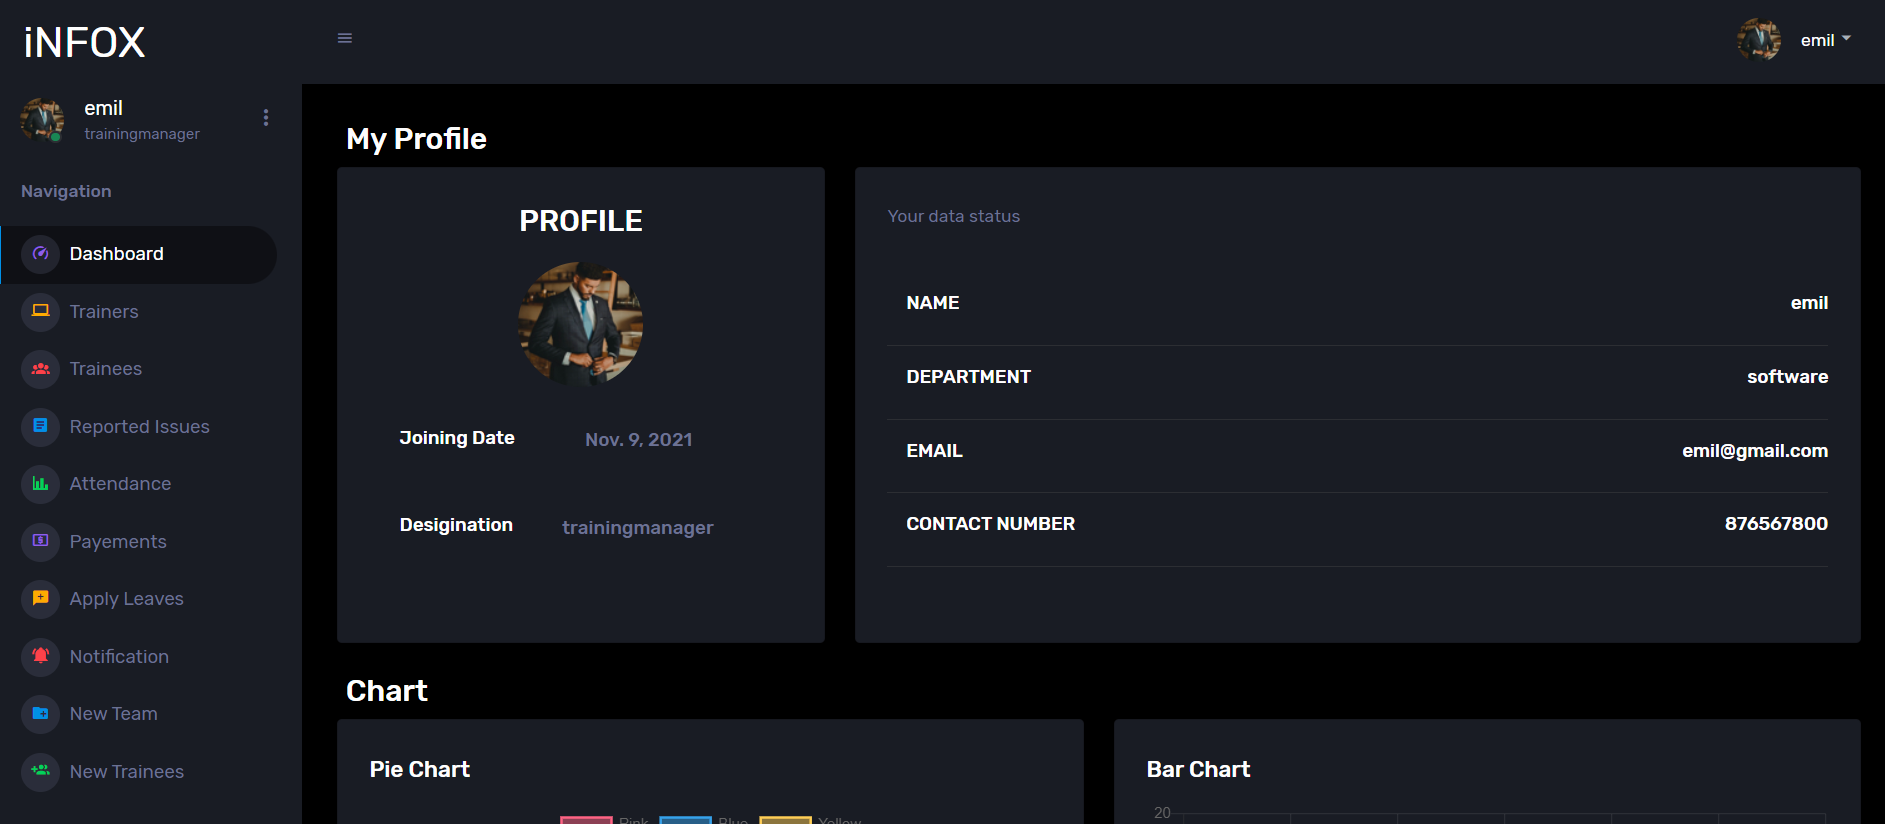 iNFOX
emil
emil
trainingmanager
Navigation
Dashboard
Trainers
Trainees
Reported Issues
Attendance
Payements
Apply Leaves
Notification
New Team
New Trainees
My Profile
PROFILE
Joining Date Nov. 9, 2021
Desigination trainingmanager
Your data status
NAME emil
DEPARTMENT software
EMAIL emil@gmail.com
CONTACT NUMBER 876567800
Chart
Pie Chart
Pink Blue Yellow
Bar Chart
20